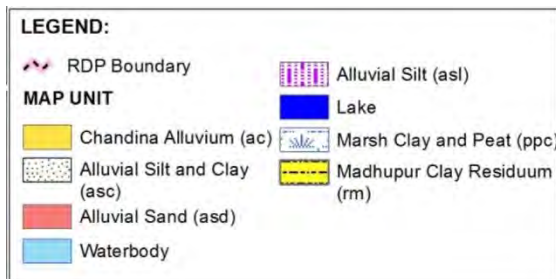 LEGEND:
RDP Boundary
MAP UNIT
Chandina Alluvium (ac)
Alluvial Silt and Clay
(asc)
Alluvial Sand (asd)
Waterbody
Alluvial Silt (asl)
Lake
Marsh Clay and Peat (ppc)
Madhupur Clay Residuum
(rm)